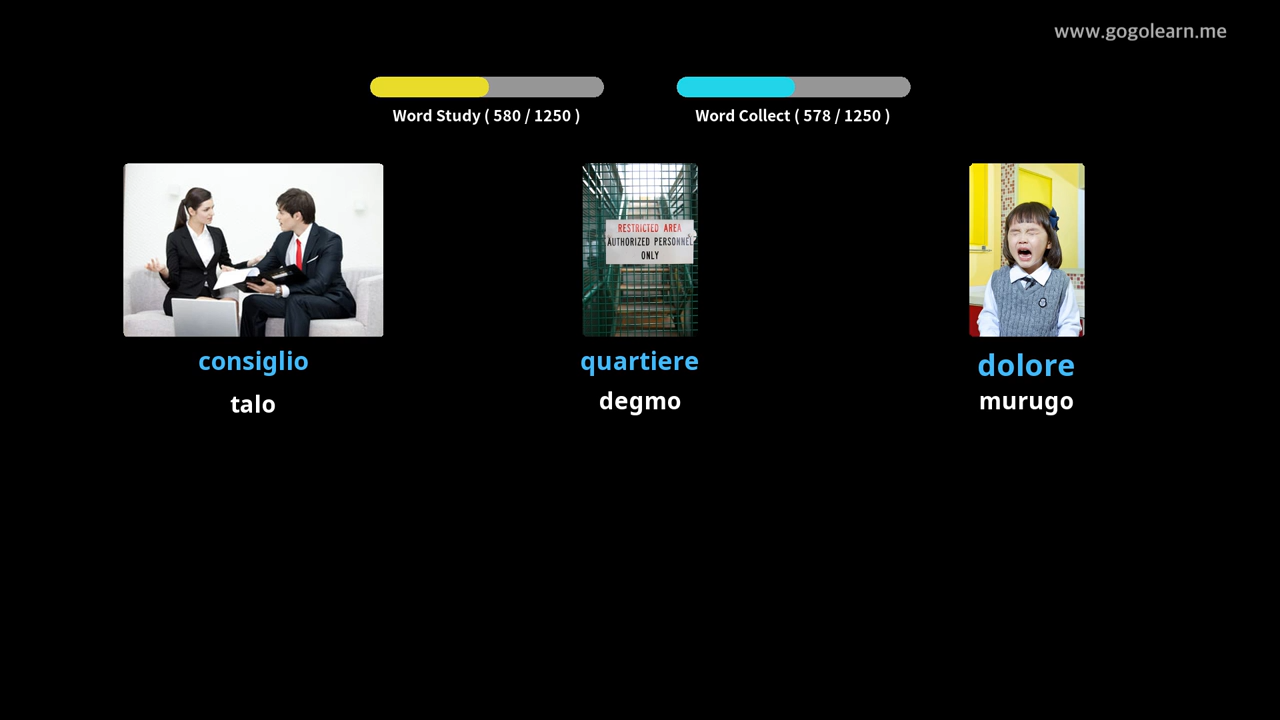 www.gogolearn.me
Word Study ( 580 / 1250 )
Word Collect ( 578 / 1250 )
RESTRICTED AREA
AUTHORIZED PERSONNEL
ONLY
consiglio
talo
quartiere
degmo
dolore
murugo